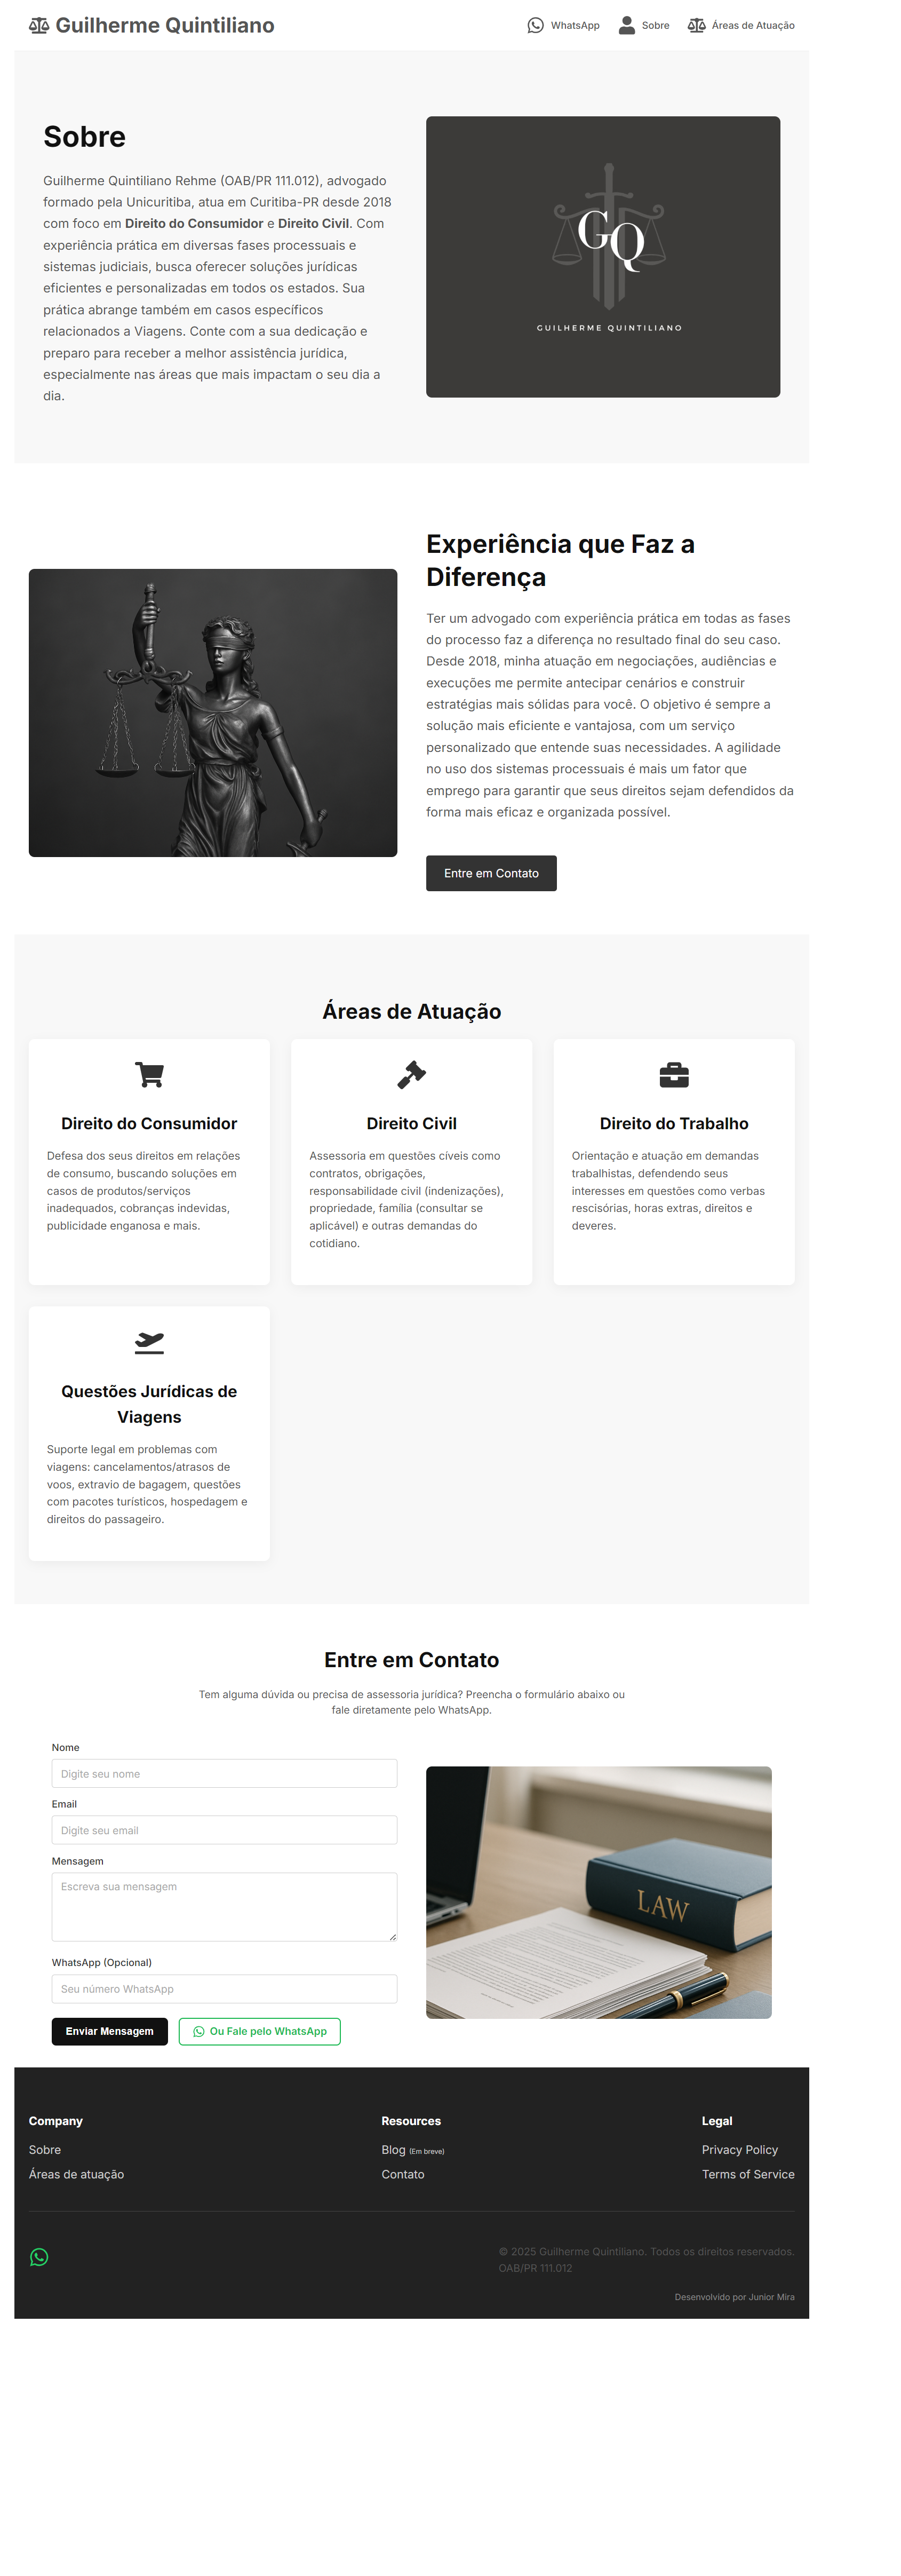 Guilherme Quintiliano
WhatsApp
Sobre
Áreas de Atuação
Sobre
Guilherme Quintiliano Rehme (OAB/PR 111.012), advogado
formado pela Unicuritiba, atua em Curitiba-PR desde 2018
com foco em Direito do Consumidor e Direito Civil. Com
experiência prática em diversas fases processuais e
sistemas judiciais, busca oferecer soluções jurídicas
eficientes e personalizadas em todos os estados. Sua
prática abrange também em casos específicos
relacionados a Viagens. Conte com a sua dedicação e
preparo para receber a melhor assistência jurídica,
especialmente nas áreas que mais impactam o seu dia a
dia.
GQ
GUILHERME QUINTILIANO
Experiência que Faz a
Diferença
Ter um advogado com experiência prática em todas as fases
do processo faz a diferença no resultado final do seu caso.
Desde 2018, minha atuação em negociações, audiências e
execuções me permite antecipar cenários e construir
estratégias mais sólidas para você. O objetivo é sempre a
solução mais eficiente e vantajosa, com um serviço
personalizado que entende suas necessidades. A agilidade
no uso dos sistemas processuais é mais um fator que
emprego para garantir que seus direitos sejam defendidos da
forma mais eficaz e organizada possível.
Entre em Contato
Áreas de Atuação
Direito do Consumidor
Defesa dos seus direitos em relações
de consumo, buscando soluções em
casos de produtos/serviços
inadequados, cobranças indevidas,
publicidade enganosa e mais.
Direito Civil
Assessoria em questões cíveis como
contratos, obrigações,
responsabilidade civil (indenizações),
propriedade, família (consultar se
aplicável) e outras demandas do
cotidiano.
Direito do Trabalho
Orientação e atuação em demandas
trabalhistas, defendendo seus
interesses em questões como verbas
rescisórias, horas extras, direitos e
deveres.
Questões Jurídicas de
Viagens
Suporte legal em problemas com
viagens: cancelamentos/atrasos de
voos, extravio de bagagem, questões
com pacotes turísticos, hospedagem e
direitos do passageiro.
Entre em Contato
Tem alguma dúvida ou precisa de assessoria jurídica? Preencha o formulário abaixo ou
fale diretamente pelo WhatsApp.
Nome
Digite seu nome
Email
Digite seu email
Mensagem
Escreva sua mensagem
WhatsApp (Opcional)
Seu número WhatsApp
Enviar Mensagem
Ou Fale pelo WhatsApp
LAW
Company
Sobre
Áreas de atuação
Resources
Blog (Em breve)
Contato
Legal
Privacy Policy
Terms of Service
© 2025 Guilherme Quintiliano. Todos os direitos reservados.
OAB/PR 111.012
Desenvolvido por Junior Mira